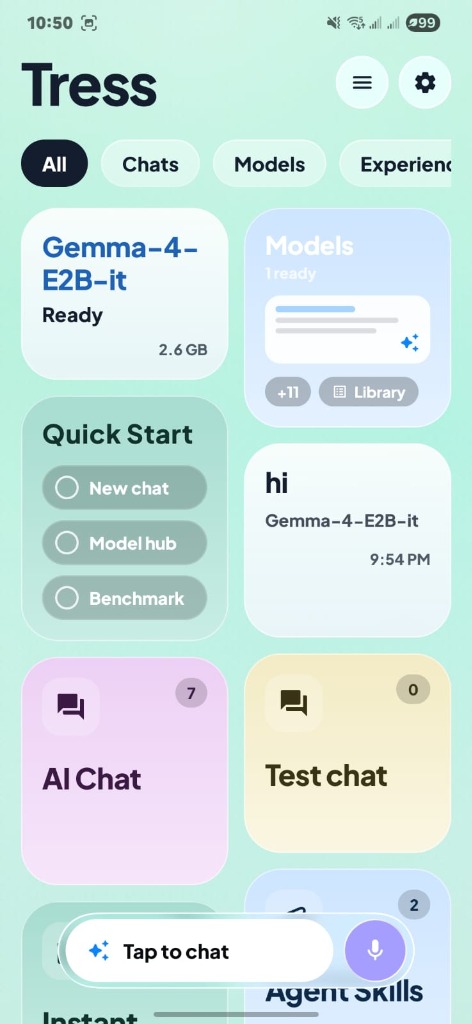 10:50
99
Tress
All
Chats
Models
Experienc
Gemma-4-
E2B-it
Ready
2.6 GB
Models
1 ready
+11
Library
Quick Start
New chat
Model hub
Benchmark
hi
Gemma-4-E2B-it
9:54 PM
7
AI Chat
0
Test chat
2
Tap to chat
Agent Skills
Instant